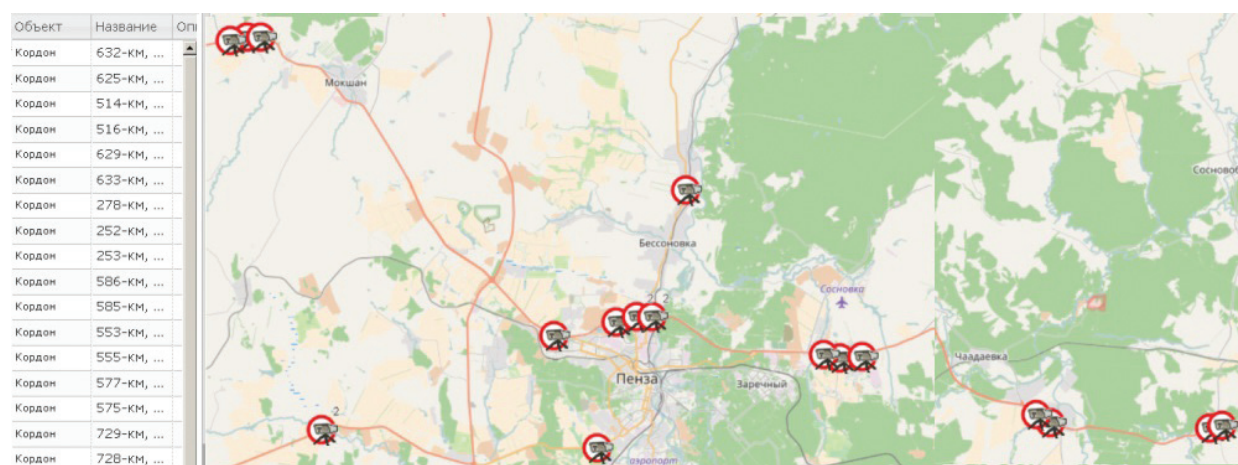 Объект Название Опи
Кордон 632-км, ...
Кордон 625-км, ...
Кордон 514-км, ...
Кордон 516-км, ...
Кордон 629-км, ...
Кордон 633-км, ...
Кордон 278-км, ...
Кордон 252-км, ...
Кордон 253-км, ...
Кордон 586-км, ...
Кордон 585-км, ...
Кордон 553-км, ...
Кордон 555-км, ...
Кордон 577-км, ...
Кордон 575-км, ...
Кордон 729-км, ...
Кордон 728-км, ...
Мокшан
Сосновоб
Бессоновка
Сосновка
2 2
Чаадаевка
Пенза
Заречный
2
аэропорт